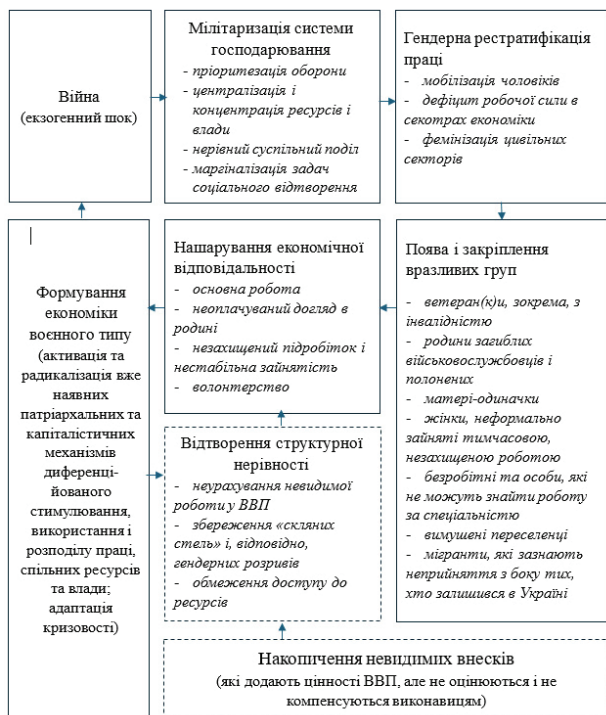 Війна
(екзогенний шок)
Мілітаризація системи
господарювання
- пріоритезація оборони
- централізація і
концентрація ресурсів і
влади
- нерівний суспільний поділ
- маргіналізація задач
соціального відтворення
Гендерна рестратифікація
праці
- мобілізація чоловіків
- дефіцит робочої сили в
секотрах економіки
- фемінізація цивільних
секторів
Поява і закріплення
вразливих груп
- ветеран(к)и, зокрема, з
інвалідністю
- родини загиблих
військовослужбовців і
полонених
- матері-одиначки
- жінки, неформально
зайняті тимчасовою,
незахищеною роботою
- безробітні та особи, які
не можуть знайти роботу
за спеціальністю
- вимушені переселенці
- мігранти, які зазнають
неприйняття з боку тих,
хто залишився в Україні
Нашарування економічної
відповідальності
- основна робота
- неоплачуваний догляд в
родині
- незахищений підробіток і
нестабільна зайнятість
- волонтерство
Формування
економіки
воєнного типу
(активація та
радикалізація вже
наявних
патріархальних та
капіталістичних
механізмів
диференці-
йованого
стимулювання,
використання і
розподілу праці,
спільних ресурсів
та влади;
адаптація
кризовості)
Відтворення структурної
нерівності
- неурахування невидимої
роботи у ВВП
- збереження «скляних
стель» і, відповідно,
гендерних розривів
- обмеження доступу до
ресурсів
Накопичення невидимих внесків
(які додають цінності ВВП, але не оцінюються і не
компенсуються виконавицям)